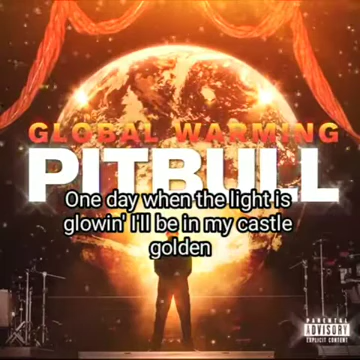 GLOBAL WARMING
PITBULL
One day when the light is
glowin' I'll be in my castle
golden
PARENTAL
ADVISORY
EXPLICIT CONTENT